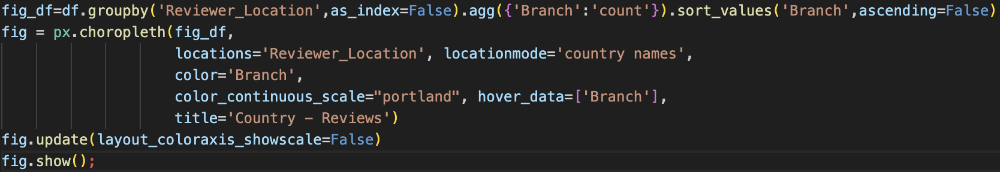 fig_df=df.groupby('Reviewer_Location',as_index=False).agg({'Branch':'count'}).sort_values('Branch',ascending=False)
fig = px.choropleth(fig_df,
                    locations='Reviewer_Location', locationmode='country names',
                    color='Branch',
                    color_continuous_scale="portland", hover_data=['Branch'],
                    title='Country - Reviews')
fig.update(layout_coloraxis_showscale=False)
fig.show();